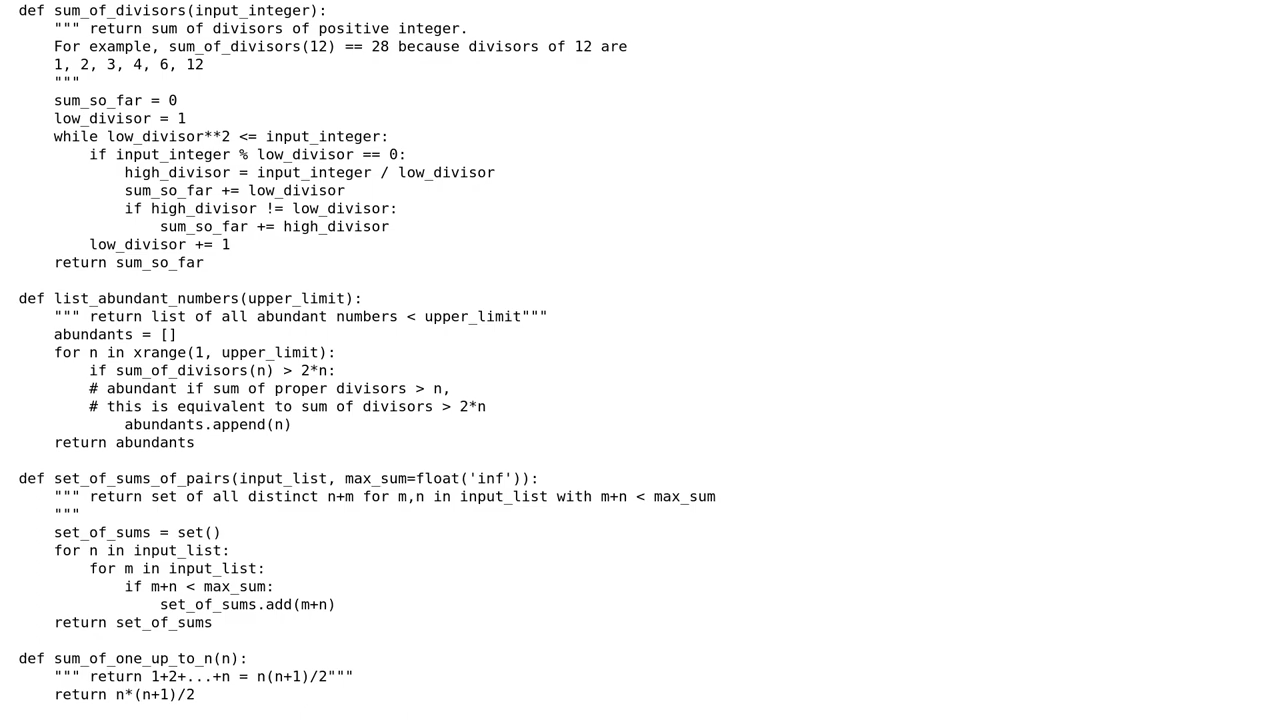 def sum_of_divisors(input_integer):
    """ return sum of divisors of positive integer.
    For example, sum_of_divisors(12) == 28 because divisors of 12 are
    1, 2, 3, 4, 6, 12
    """
    sum_so_far = 0
    low_divisor = 1
    while low_divisor**2 <= input_integer:
        if input_integer % low_divisor == 0:
            high_divisor = input_integer / low_divisor
            sum_so_far += low_divisor
            if high_divisor != low_divisor:
                sum_so_far += high_divisor
        low_divisor += 1
    return sum_so_far

def list_abundant_numbers(upper_limit):
    """ return list of all abundant numbers < upper_limit"""
    abundants = []
    for n in xrange(1, upper_limit):
        if sum_of_divisors(n) > 2*n:
        # abundant if sum of proper divisors > n,
        # this is equivalent to sum of divisors > 2*n
            abundants.append(n)
    return abundants

def set_of_sums_of_pairs(input_list, max_sum=float('inf')):
    """ return set of all distinct n+m for m,n in input_list with m+n < max_sum
    """
    set_of_sums = set()
    for n in input_list:
        for m in input_list:
            if m+n < max_sum:
                set_of_sums.add(m+n)
    return set_of_sums

def sum_of_one_up_to_n(n):
    """ return 1+2+...+n = n(n+1)/2"""
    return n*(n+1)/2